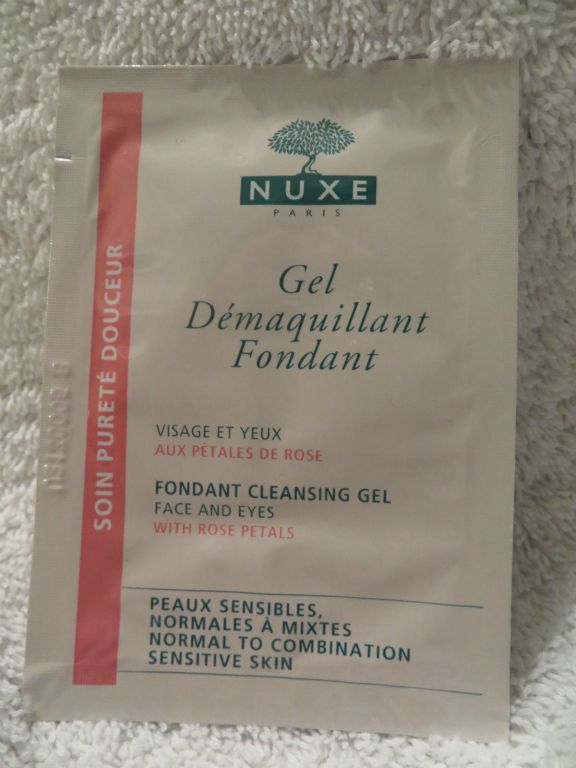 NUXE
PARIS
Gel
Démaquillant
Fondant
SOIN PURETÉ DOUCEUR
VISAGE ET YEUX
AUX PÉTALES DE ROSE
FONDANT CLEANSING GEL
FACE AND EYES
WITH ROSE PETALS
PEAUX SENSIBLES,
NORMALES À MIXTES
NORMAL TO COMBINATION
SENSITIVE SKIN